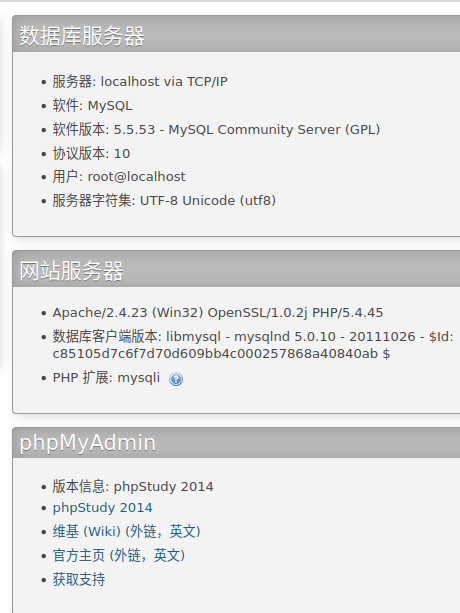 数据库服务器
服务器: localhost via TCP/IP
软件: MySQL
软件版本: 5.5.53 - MySQL Community Server (GPL)
协议版本: 10
用户: root@localhost
服务器字符集: UTF-8 Unicode (utf8)
网站服务器
Apache/2.4.23 (Win32) OpenSSL/1.0.2j PHP/5.4.45
数据库客户端版本: libmysql - mysqlnd 5.0.10 - 20111026 - $Id:
c85105d7c6f7d70d609bb4c000257868a40840ab $
PHP 扩展: mysqli
phpMyAdmin
版本信息: phpStudy 2014
phpStudy 2014
维基 (Wiki) (外链，英文)
官方主页 (外链，英文)
获取支持